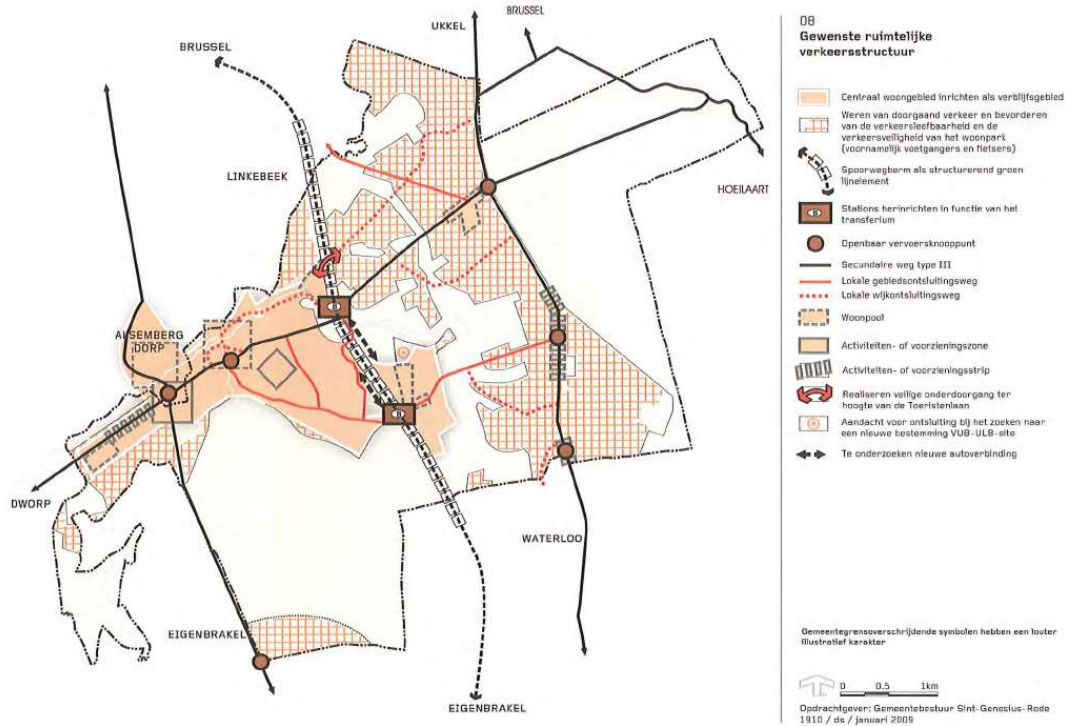 BRUSSEL
UKKEL
BRUSSEL
LINKEBEEK
HOEILAART
ALSEMBERG
DORP
DWORP
WATERLOO
EIGENBRAKEL
EIGENBRAKEL
08
Gewenste ruimtelijke
verkeersstructuur
Centraal woongebied inrichten als verblijfsgebied
Weren van doorgaand verkeer en bevorderen
van de verkeersleefbaarheid en de
verkeersveiligheid van het woonpark
(voornamelijk voetgangers en fietsers)
Spoorwegberm als structurerend groen
lijnelement
Stations herinrichten in functie van het
transferium
Openbaar vervoersknooppunt
Secundaire weg type III
Lokale gebiedsontsluitingsweg
Lokale wijkontsluitingsweg
Woonpool
Activiteiten- of voorzieningszone
Activiteiten- of voorzieningsstrip
Realiseren veilige onderdoorgang ter
hoogte van de Toeristenlaan
Aandacht voor ontsluiting bij het zoeken naar
een nieuwe bestemming VUB-ULB-site
Te onderzoeken nieuwe autoverbinding
Gemeentegrensoverschrijdende symbolen hebben een louter
illustratief karakter
0 0.5 1km
Opdrachtgever: Gemeentebestuur Sint-Genesius-Rode
1910 / ds / januari 2009